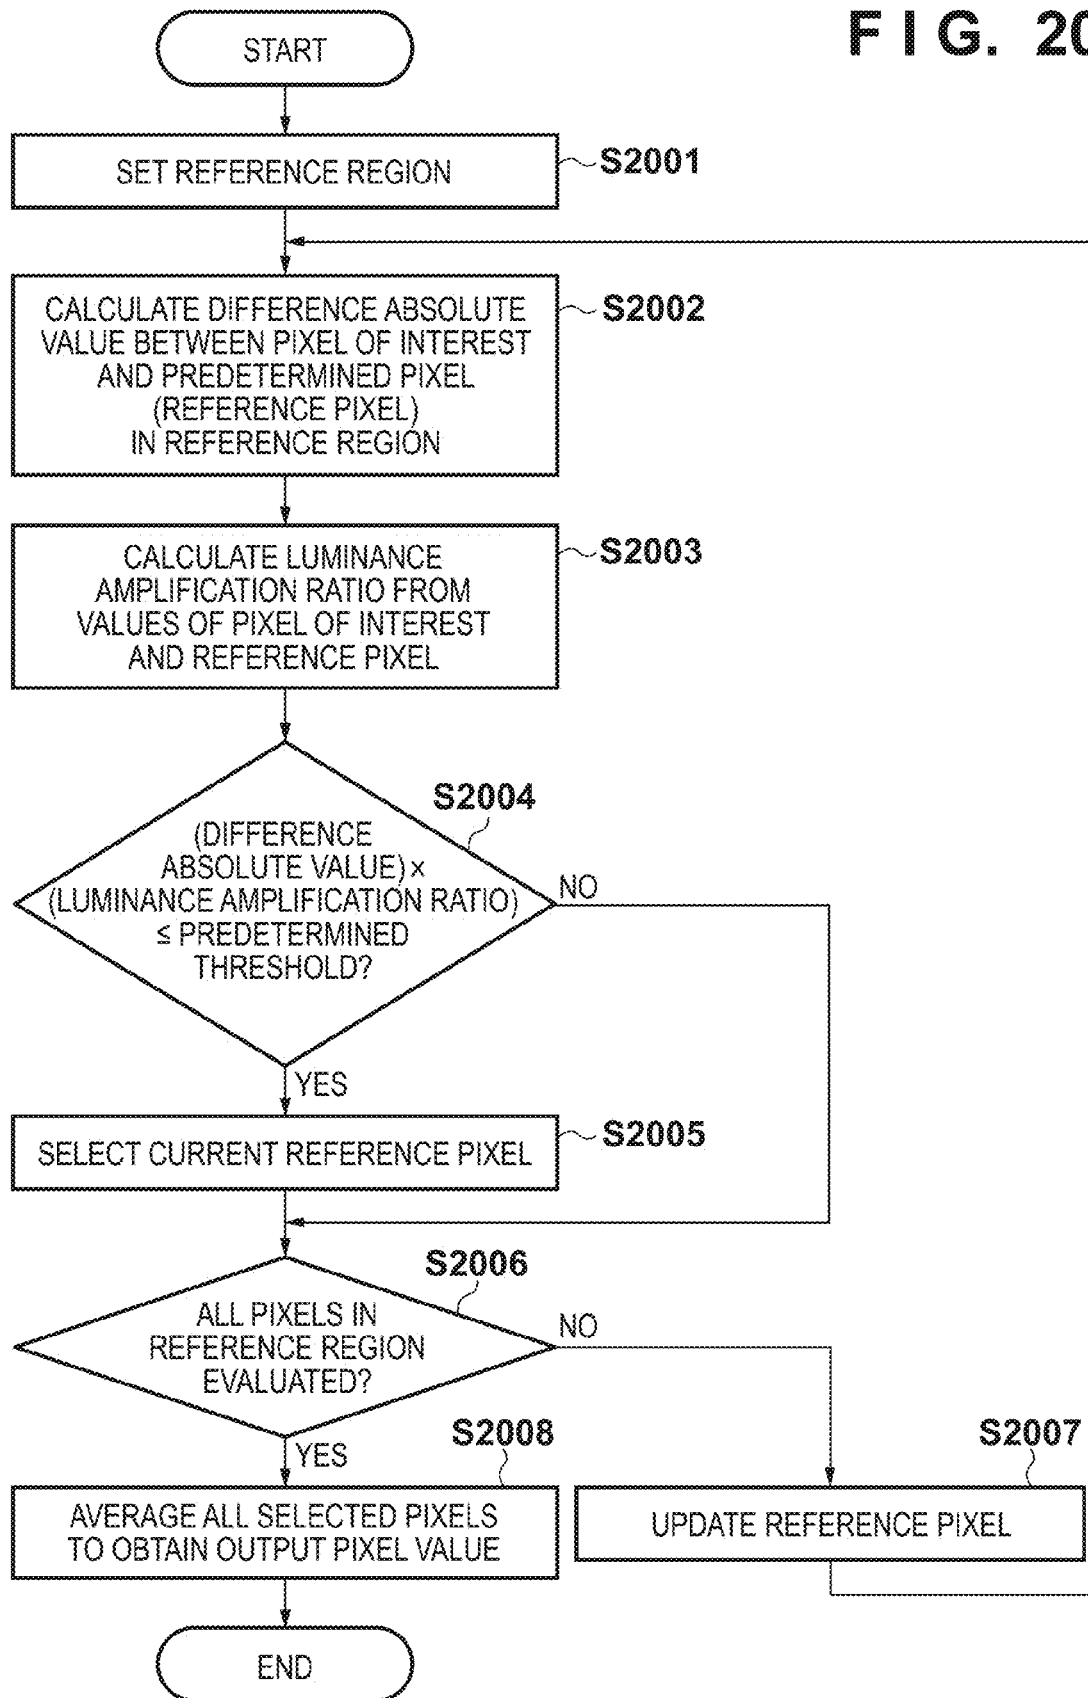 START
FIG. 20
SET REFERENCE REGION
S2001
CALCULATE DIFFERENCE ABSOLUTE
VALUE BETWEEN PIXEL OF INTEREST
AND PREDETERMINED PIXEL
(REFERENCE PIXEL)
IN REFERENCE REGION
S2002
CALCULATE LUMINANCE
AMPLIFICATION RATIO FROM
VALUES OF PIXEL OF INTEREST
AND REFERENCE PIXEL
S2003
S2004
(DIFFERENCE
ABSOLUTE VALUE) ×
(LUMINANCE AMPLIFICATION RATIO)
≤ PREDETERMINED
THRESHOLD?
NO
YES
SELECT CURRENT REFERENCE PIXEL
S2005
S2006
ALL PIXELS IN
REFERENCE REGION
EVALUATED?
NO
YES
S2008
AVERAGE ALL SELECTED PIXELS
TO OBTAIN OUTPUT PIXEL VALUE
S2007
UPDATE REFERENCE PIXEL
END